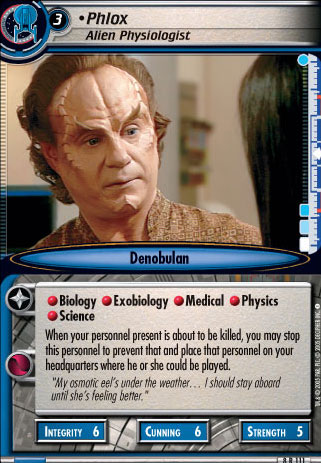 3
•Phlox
Alien Physiologist
Denobulan
Biology Exobiology Medical Physics
Science
When your personnel present is about to be killed, you may stop
this personnel to prevent that and place that personnel on your
headquarters where he or she could be played.
"My osmotic eel's under the weather... I should stay aboard
until she's feeling better."
INTEGRITY 6 CUNNING 6 STRENGTH 5